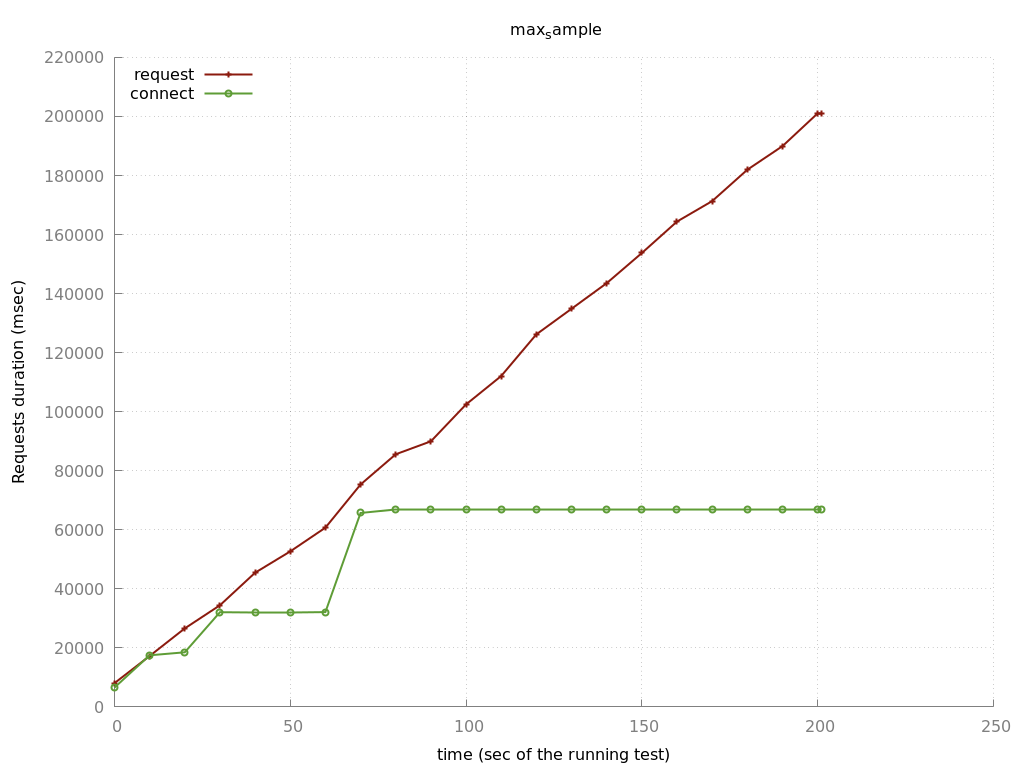 maxsample
220000
200000
180000
160000
140000
120000
100000
80000
60000
40000
20000
0
request
connect
Requests duration (msec)
0 50 100 150 200 250
time (sec of the running test)